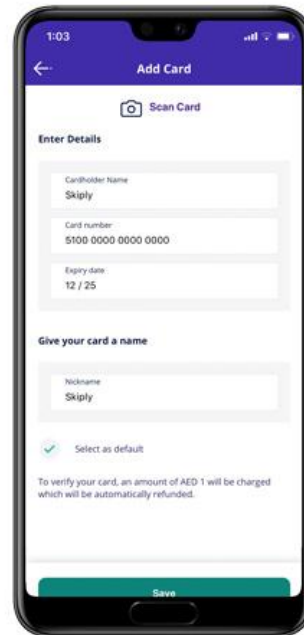 1:03
Add Card
Scan Card
Enter Details
Cardholder Name
Skiply
Card number
5100 0000 0000 0000
Expiry date
12 / 25
Give your card a name
Nickname
Skiply
Select as default
To verify your card, an amount of AED 1 will be charged
which will be automatically refunded.
Save